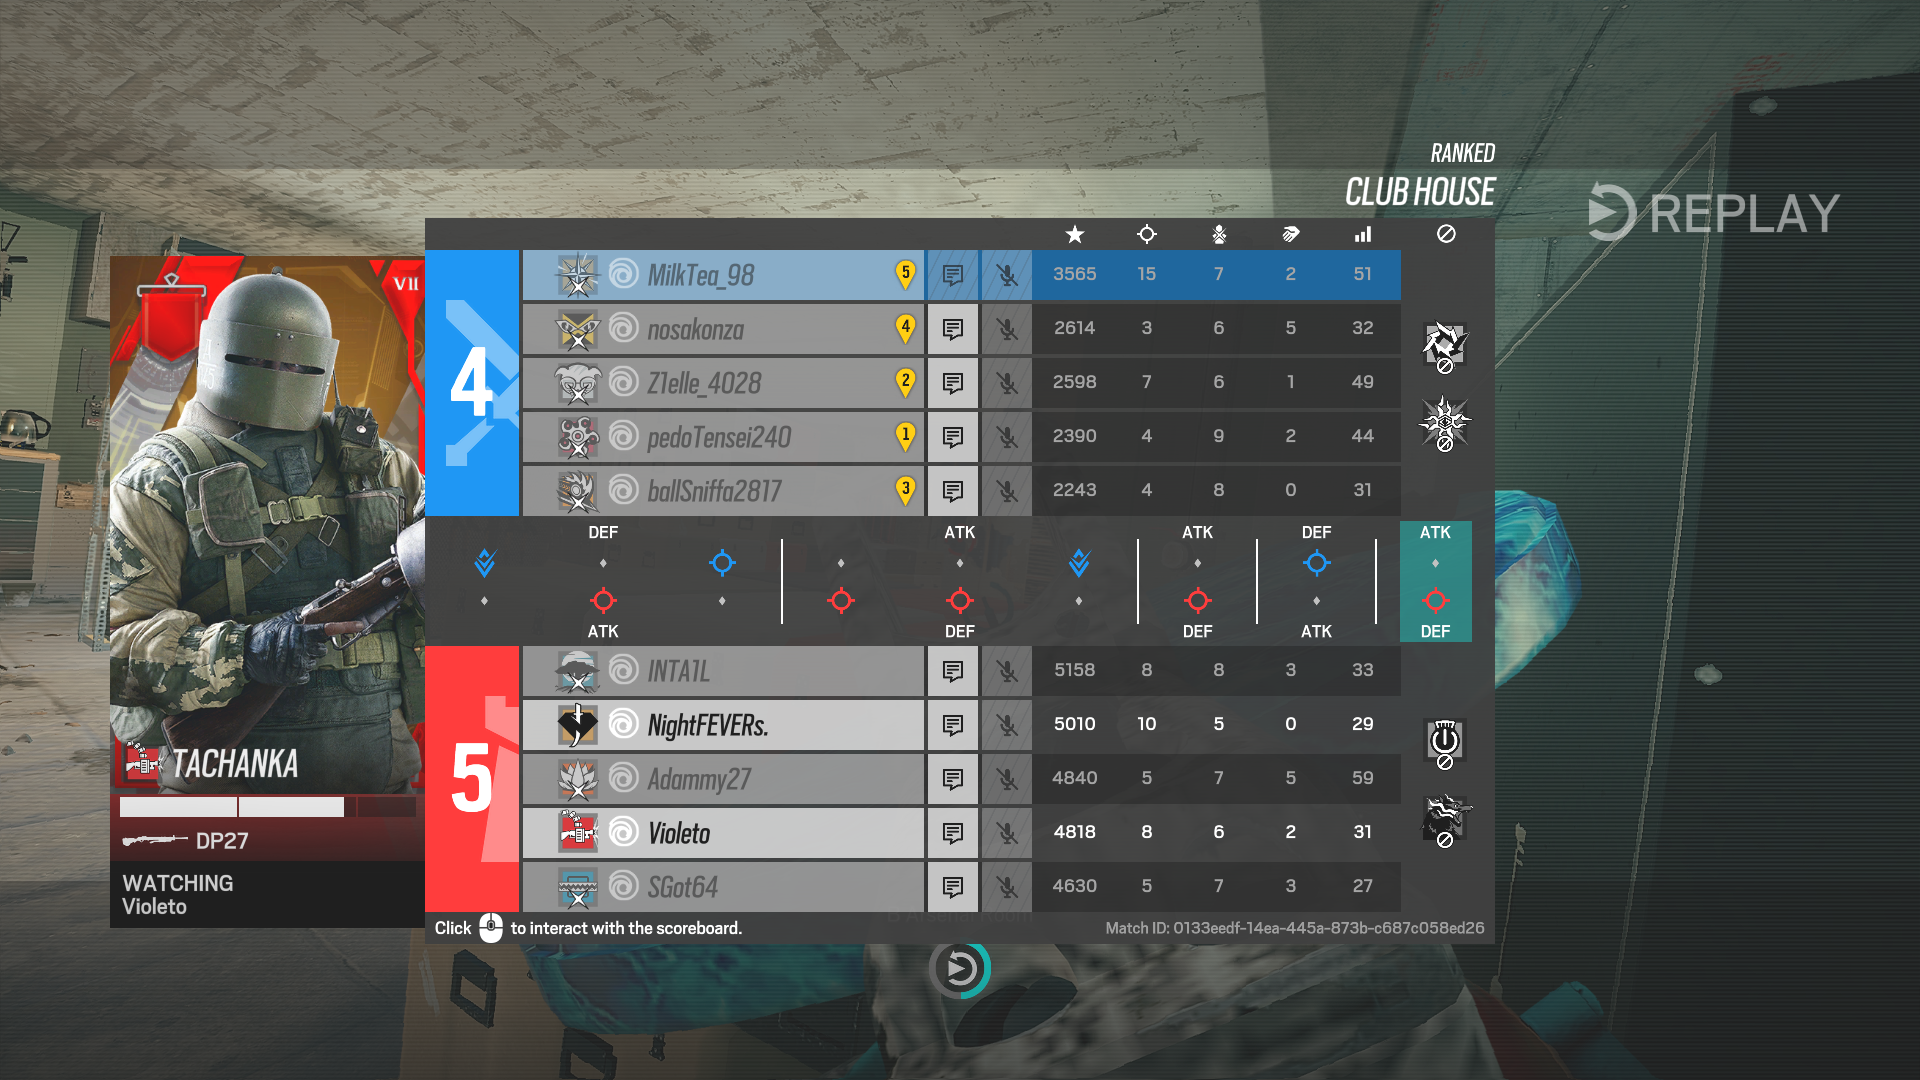 RANKED
CLUB HOUSE
REPLAY
VII
TACHANKA
DP27
WATCHING
Violeto
4
MilkTea_98 5 3565 15 7 2 51
nosakonza 4 2614 3 6 5 32
Z1elle_4028 2 2598 7 6 1 49
pedoTensei240 1 2390 4 9 2 44
ballSniffa2817 3 2243 4 8 0 31
DEF ATK ATK DEF ATK
ATK DEF DEF ATK DEF
5
INTA1L 5158 8 8 3 33
NightFEVERs. 5010 10 5 0 29
Adammy27 4840 5 7 5 59
Violeto 4818 8 6 2 31
SGot64 4630 5 7 3 27
Click to interact with the scoreboard.
Match ID: 0133eedf-14ea-445a-873b-c687c058ed26